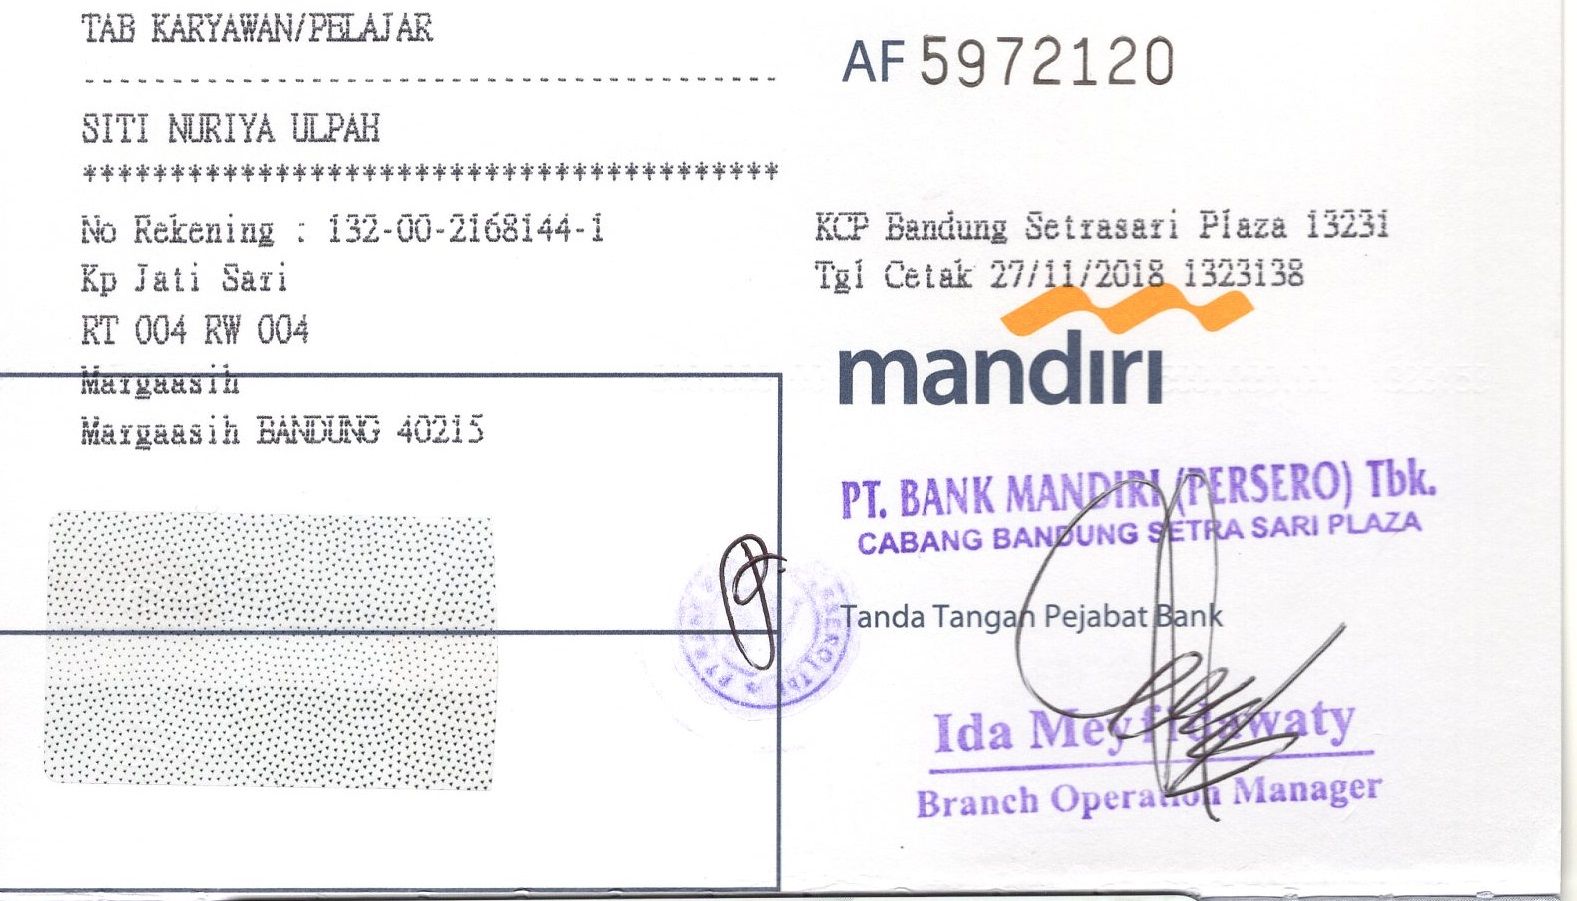 TAB KARYAWAN/PELAJAR
----------------------------------------
SITI NURIYA ULPAH
****************************************
No Rekening : 132-00-2168144-1
Kp Jati Sari
RT 004 RW 004
Margaasih
Margaasih BANDUNG 40215
AF 5972120
KCP Bandung Setrasari Plaza 13231
Tgl Cetak 27/11/2018 1323138
mandiri
PT. BANK MANDIRI (PERSERO) Tbk.
CABANG BANDUNG SETRA SARI PLAZA
Tanda Tangan Pejabat Bank
Ida Meyfidawaty
Branch Operation Manager